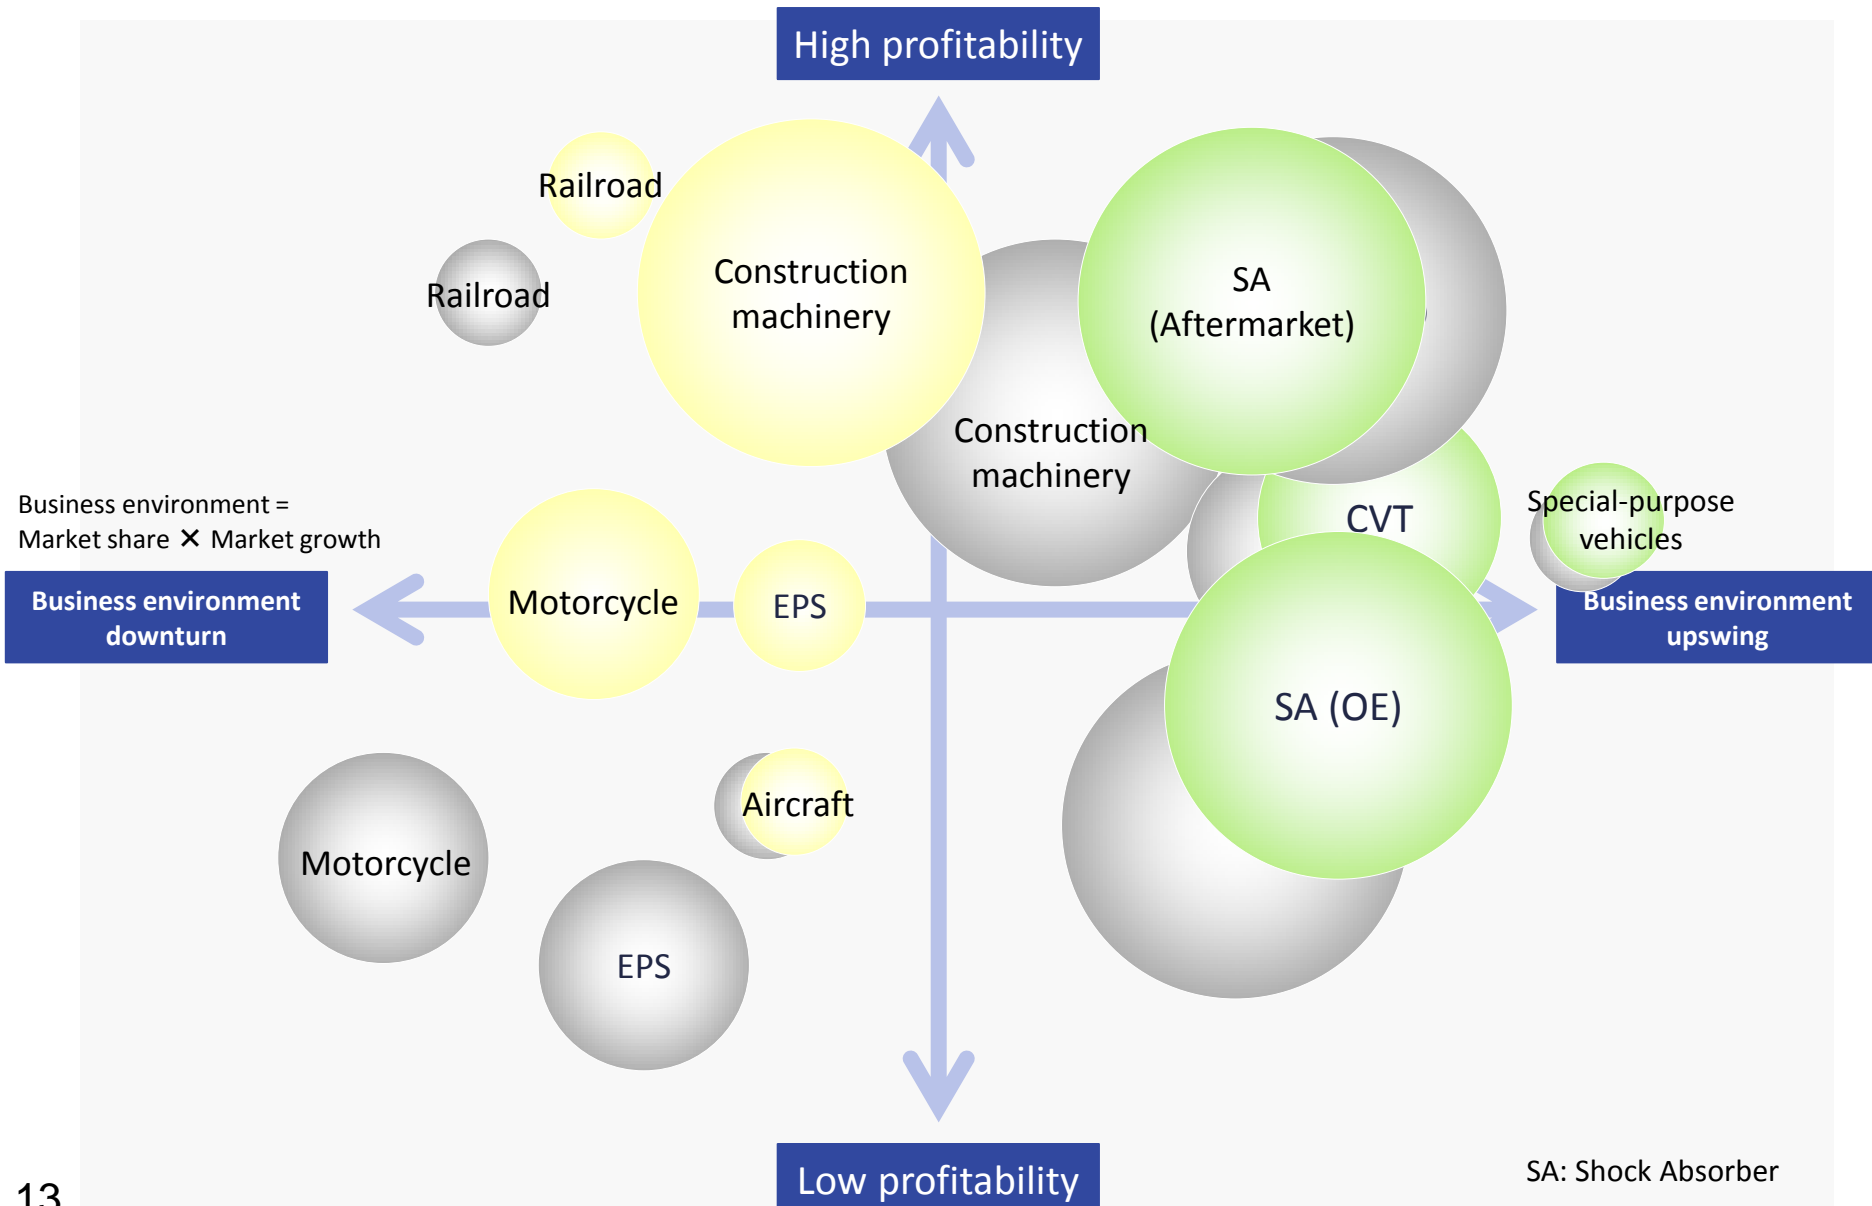 High profitability
Railroad
Railroad
Construction
machinery
SA
(Aftermarket)
Construction
machinery
Business environment =
Market share × Market growth
CVT
Special-purpose
vehicles
Business environment
downturn
Motorcycle
EPS
Business environment
upswing
SA (OE)
Aircraft
Motorcycle
EPS
Low profitability
SA: Shock Absorber
13